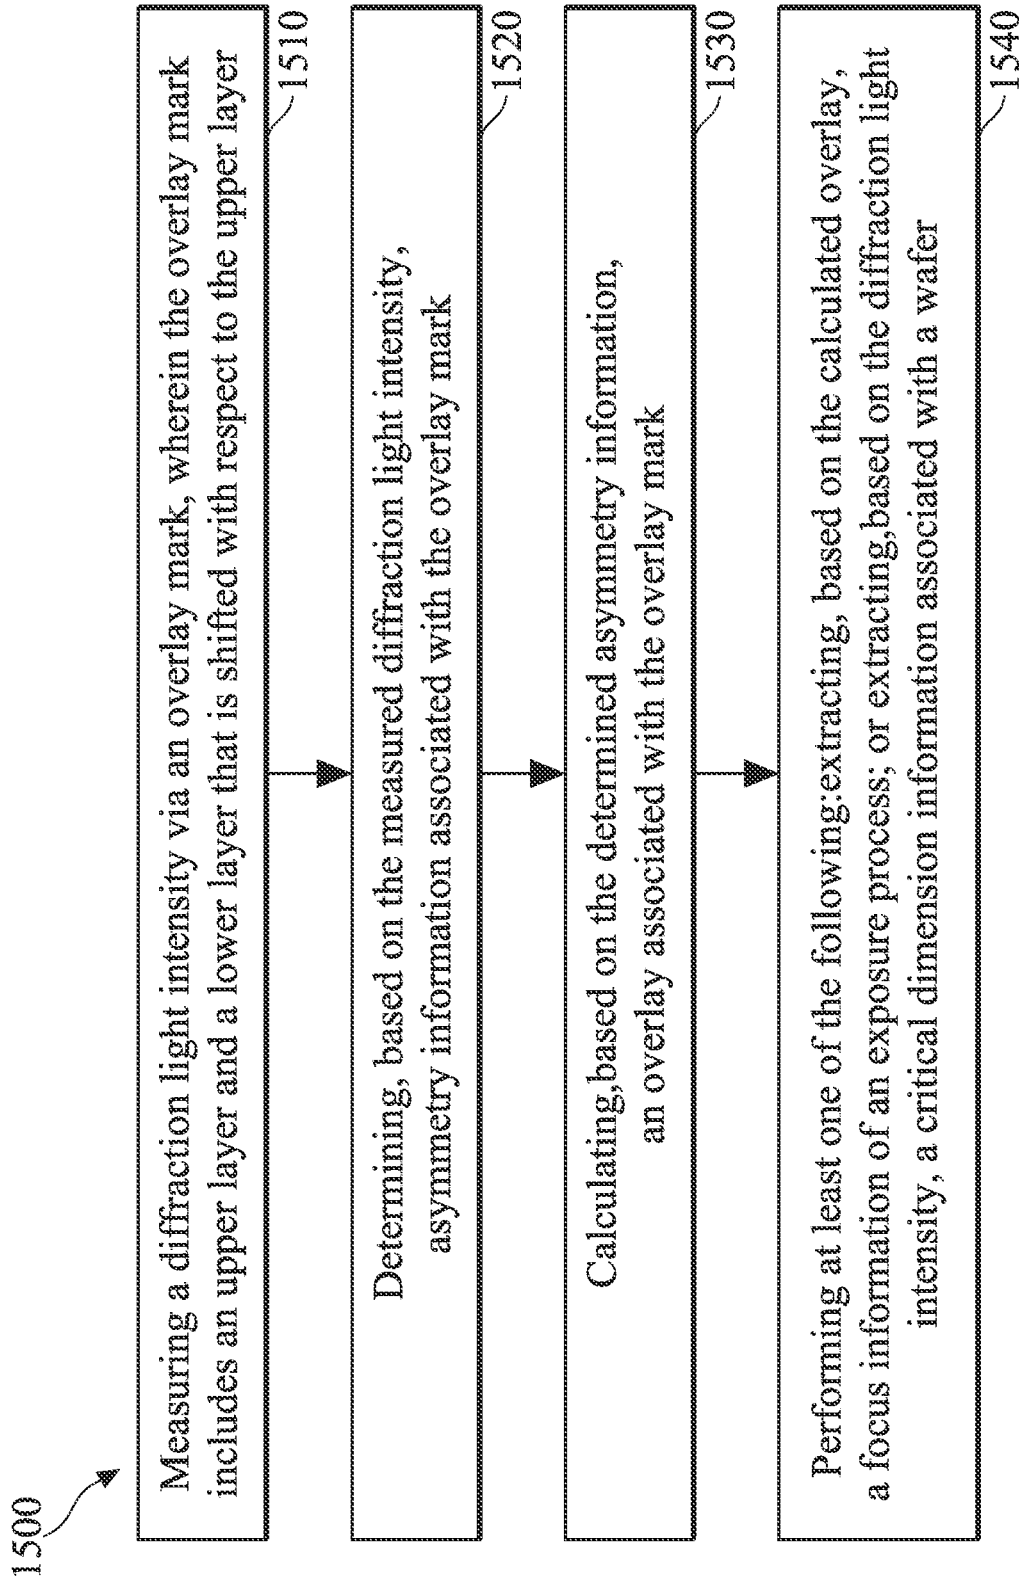 1500
Measuring a diffraction light intensity via an overlay mark, wherein the overlay mark
includes an upper layer and a lower layer that is shifted with respect to the upper layer
1510
Determining, based on the measured diffraction light intensity,
asymmetry information associated with the overlay mark
1520
Calculating,based on the determined asymmetry information,
an overlay associated with the overlay mark
1530
Performing at least one of the following:extracting, based on the calculated overlay,
a focus information of an exposure process; or extracting,based on the diffraction light
intensity, a critical dimension information associated with a wafer
1540